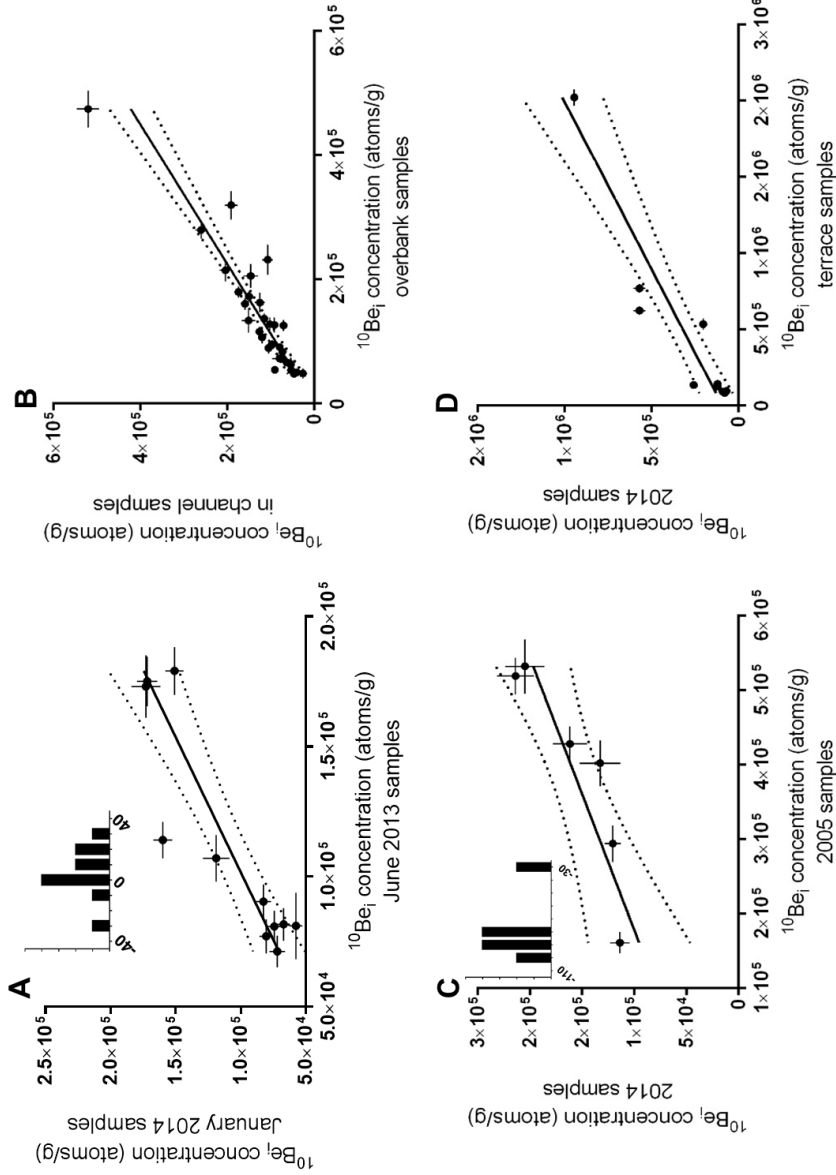 A
2.5×10⁵
2.0×10⁵
1.5×10⁵
1.0×10⁵
5.0×10⁴
¹⁰Beᵢ concentration (atoms/g)
January 2014 samples
-40
0
40
5.0×10⁴
1.0×10⁵
1.5×10⁵
2.0×10⁵
¹⁰Beᵢ concentration (atoms/g)
June 2013 samples
B
6×10⁵
4×10⁵
2×10⁵
0
¹⁰Beᵢ concentration (atoms/g)
in channel samples
0
2×10⁵
4×10⁵
6×10⁵
¹⁰Beᵢ concentration (atoms/g)
overbank samples
C
3×10⁵
2×10⁵
2×10⁵
1×10⁵
5×10⁴
0
¹⁰Beᵢ concentration (atoms/g)
2014 samples
-110
-30
1×10⁵
2×10⁵
3×10⁵
4×10⁵
5×10⁵
6×10⁵
¹⁰Beᵢ concentration (atoms/g)
2005 samples
D
2×10⁶
1×10⁶
5×10⁵
0
¹⁰Beᵢ concentration (atoms/g)
2014 samples
0
5×10⁵
1×10⁶
2×10⁶
2×10⁶
3×10⁶
¹⁰Beᵢ concentration (atoms/g)
terrace samples